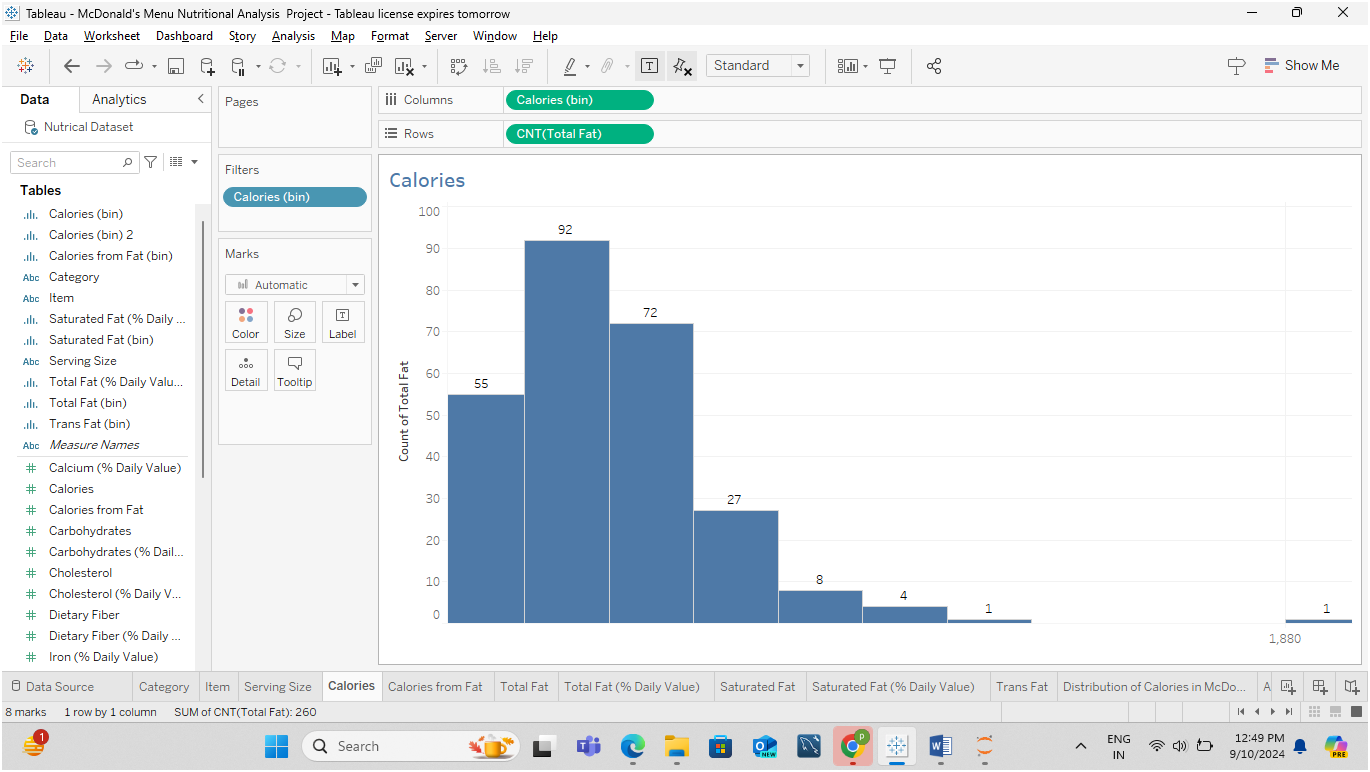 Tableau - McDonald's Menu Nutritional Analysis  Project - Tableau license expires tomorrow
File Data Worksheet Dashboard Story Analysis Map Format Server Window Help
Standard
Show Me
Data Analytics
Nutrical Dataset
Search
Tables
Calories (bin)
Calories (bin) 2
Calories from Fat (bin)
Abc Category
Abc Item
Saturated Fat (% Daily ...
Saturated Fat (bin)
Abc Serving Size
Total Fat (% Daily Valu...
Total Fat (bin)
Trans Fat (bin)
Abc Measure Names
Calcium (% Daily Value)
Calories
Calories from Fat
Carbohydrates
Carbohydrates (% Dail...
Cholesterol
Cholesterol (% Daily V...
Dietary Fiber
Dietary Fiber (% Daily ...
Iron (% Daily Value)
Pages
Filters
Calories (bin)
Marks
Automatic
Color Size Label
Detail Tooltip
Columns Calories (bin)
Rows CNT(Total Fat)
Calories
Count of Total Fat
100
90
80
70
60
50
40
30
20
10
0
55
92
72
27
8
4
1
1
1,880
Data Source Category Item Serving Size Calories Calories from Fat Total Fat Total Fat (% Daily Value) Saturated Fat Saturated Fat (% Daily Value) Trans Fat Distribution of Calories in McDo... A
8 marks 1 row by 1 column SUM of CNT(Total Fat): 260
1
Search
NEW
P
W
ENG
IN
12:49 PM
9/10/2024
PRE